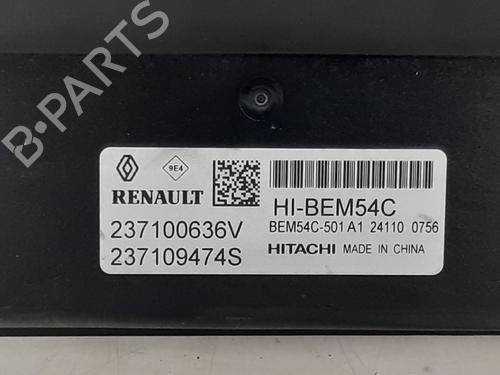 B-PARTS
9E4
RENAULT
237100636V
237109474S
HI-BEM54C
BEM54C-501 A1 24110 0756
HITACHI MADE IN CHINA